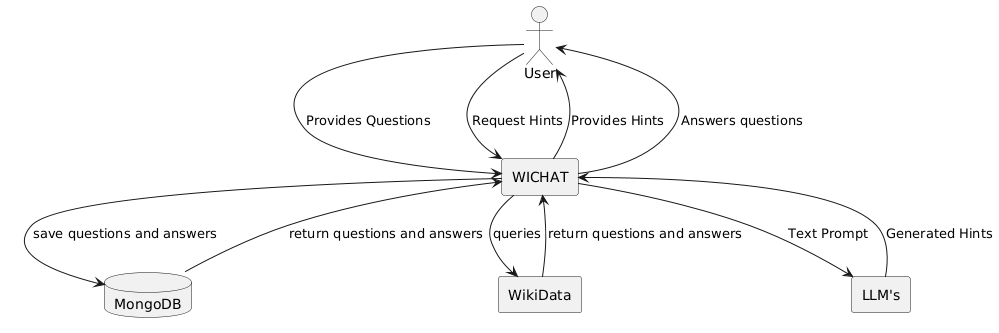 User
Provides Questions
Request Hints
Provides Hints
Answers questions
WICHAT
save questions and answers
return questions and answers
queries
return questions and answers
Text Prompt
Generated Hints
MongoDB
WikiData
LLM's